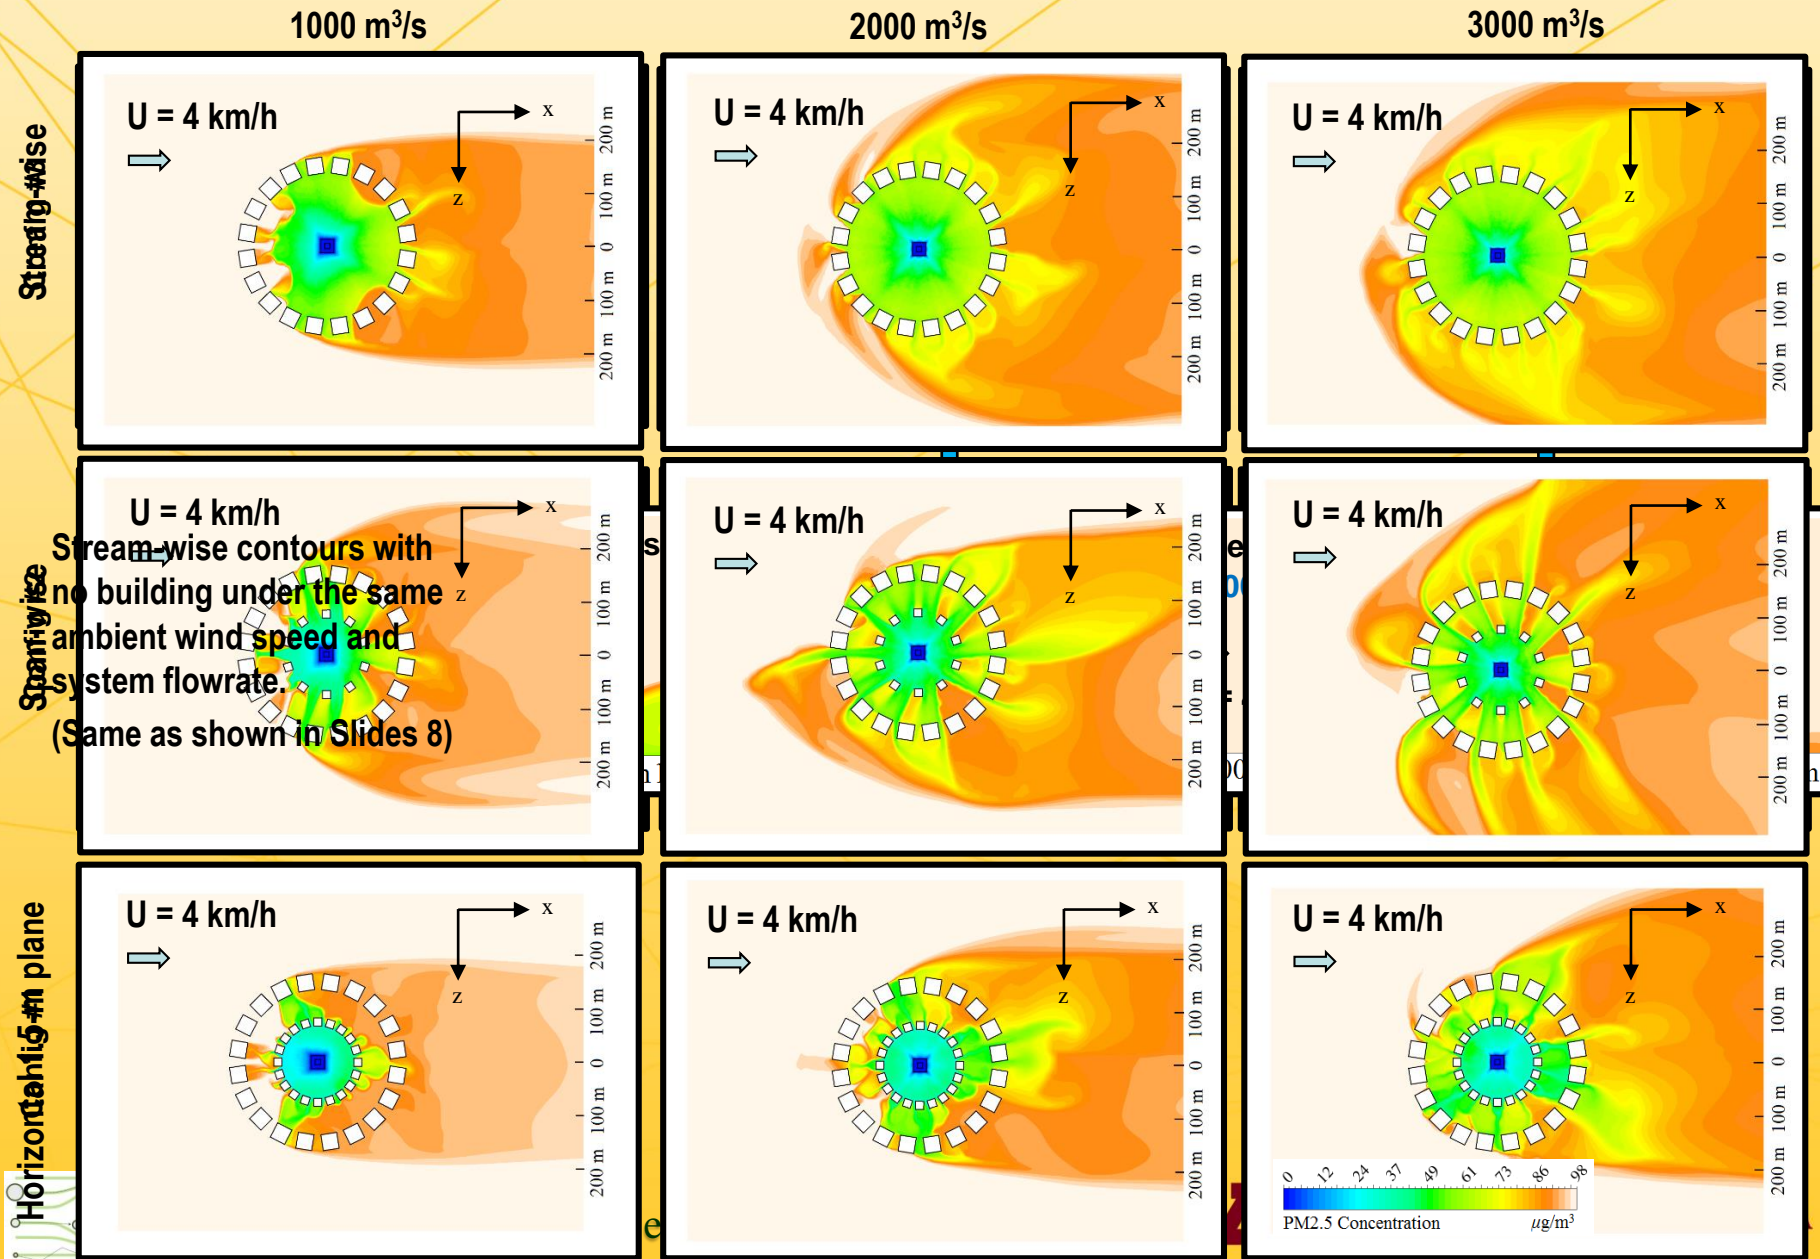 1000 m³/s
2000 m³/s
3000 m³/s
U = 4 km/h
x
z
200 m
100 m
0
100 m
200 m
U = 4 km/h
x
z
200 m
100 m
0
100 m
200 m
U = 4 km/h
x
z
200 m
100 m
0
100 m
200 m
U = 4 km/h
x
z
200 m
100 m
0
100 m
200 m
Stream-wise contours with
no building under the same
ambient wind speed and
system flowrate.
(Same as shown in Slides 8)
U = 4 km/h
x
z
200 m
100 m
0
100 m
200 m
U = 4 km/h
x
z
200 m
100 m
0
100 m
200 m
Horizontal 1.5-m plane
U = 4 km/h
x
z
200 m
100 m
0
100 m
200 m
U = 4 km/h
x
z
200 m
100 m
0
100 m
200 m
U = 4 km/h
x
z
200 m
100 m
0
100 m
200 m
0 12 24 37 49 61 73 86 98
PM2.5 Concentration μg/m³